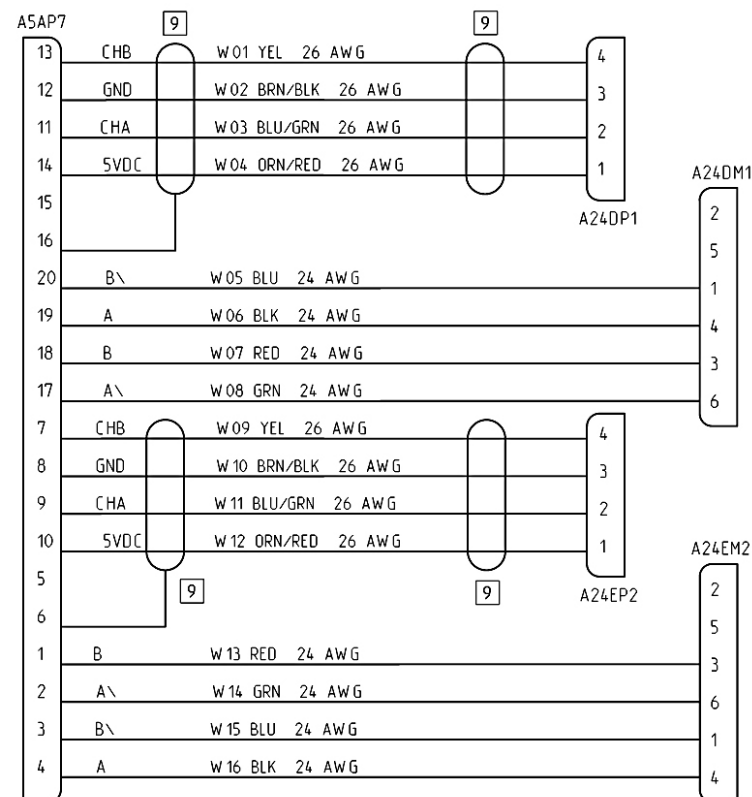 A5AP7 9 9
13 CHB W01 YEL 26 AWG 4
12 GND W02 BRN/BLK 26 AWG 3
11 CHA W03 BLU/GRN 26 AWG 2
14 5VDC W04 ORN/RED 26 AWG 1
A24DM1
15 2
A24DP1
16 5
20 B\ W05 BLU 24 AWG 1
19 A W06 BLK 24 AWG 4
18 B W07 RED 24 AWG 3
17 A\ W08 GRN 24 AWG 6
7 CHB W09 YEL 26 AWG 4
8 GND W10 BRN/BLK 26 AWG 3
9 CHA W11 BLU/GRN 26 AWG 2
10 5VDC W12 ORN/RED 26 AWG 1
A24EM2
5 9 9 A24EP2 2
6 5
1 B W13 RED 24 AWG 3
2 A\ W14 GRN 24 AWG 6
3 B\ W15 BLU 24 AWG 1
4 A W16 BLK 24 AWG 4